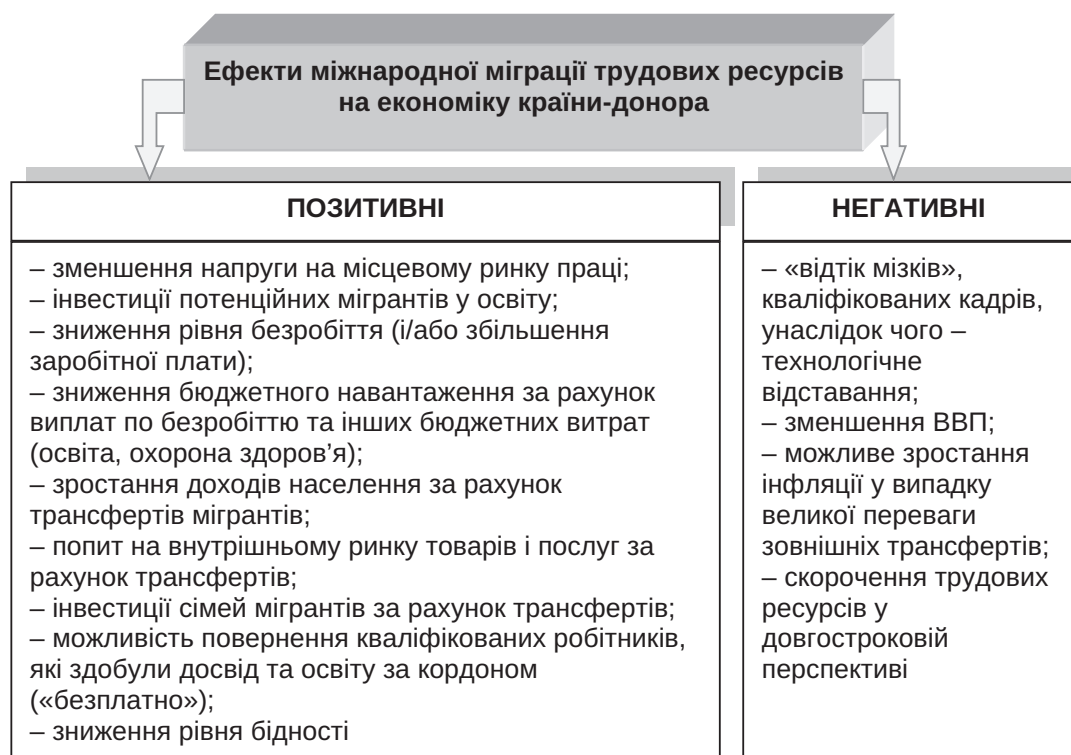 Ефекти міжнародної міграції трудових ресурсів
на економіку країни-донора
ПОЗИТИВНІ
– зменшення напруги на місцевому ринку праці;
– інвестиції потенційних мігрантів у освіту;
– зниження рівня безробіття (і/або збільшення
заробітної плати);
– зниження бюджетного навантаження за рахунок
виплат по безробіттю та інших бюджетних витрат
(освіта, охорона здоров’я);
– зростання доходів населення за рахунок
трансфертів мігрантів;
– попит на внутрішньому ринку товарів і послуг за
рахунок трансфертів;
– інвестиції сімей мігрантів за рахунок трансфертів;
– можливість повернення кваліфікованих робітників,
які здобули досвід та освіту за кордоном
(«безплатно»);
– зниження рівня бідності
НЕГАТИВНІ
– «відтік мізків»,
кваліфікованих кадрів,
унаслідок чого –
технологічне
відставання;
– зменшення ВВП;
– можливе зростання
інфляції у випадку
великої переваги
зовнішніх трансфертів;
– скорочення трудових
ресурсів у
довгостроковій
перспективі